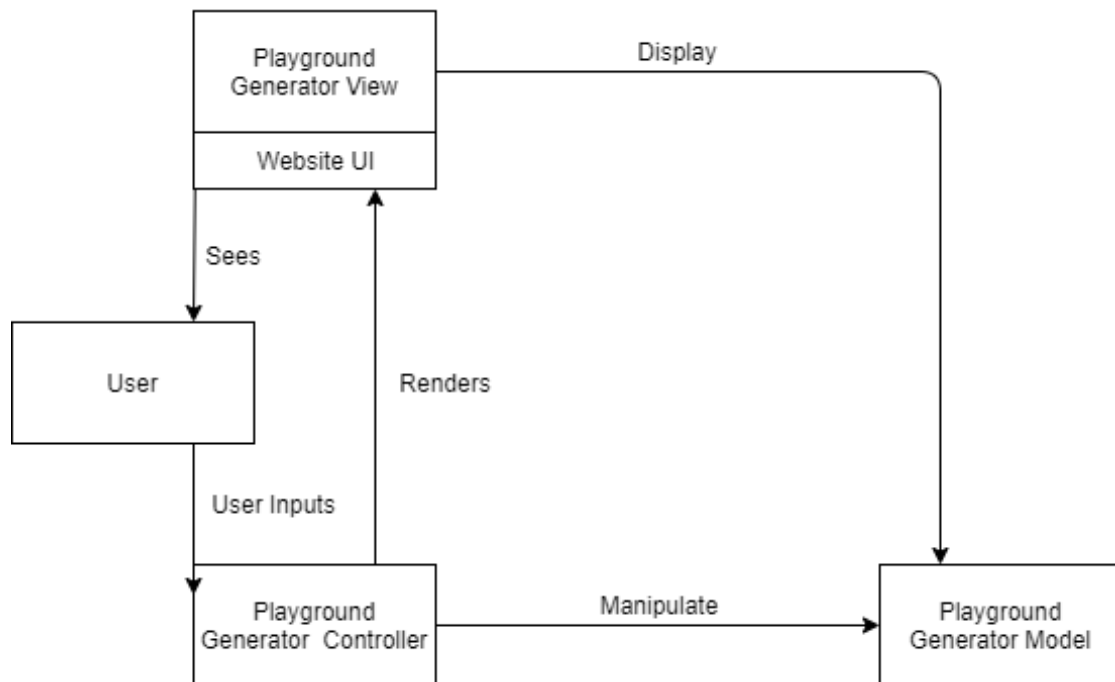 Playground
Generator View
Display
Website UI
Sees
User
Renders
User Inputs
Playground
Generator  Controller
Manipulate
Playground
Generator Model